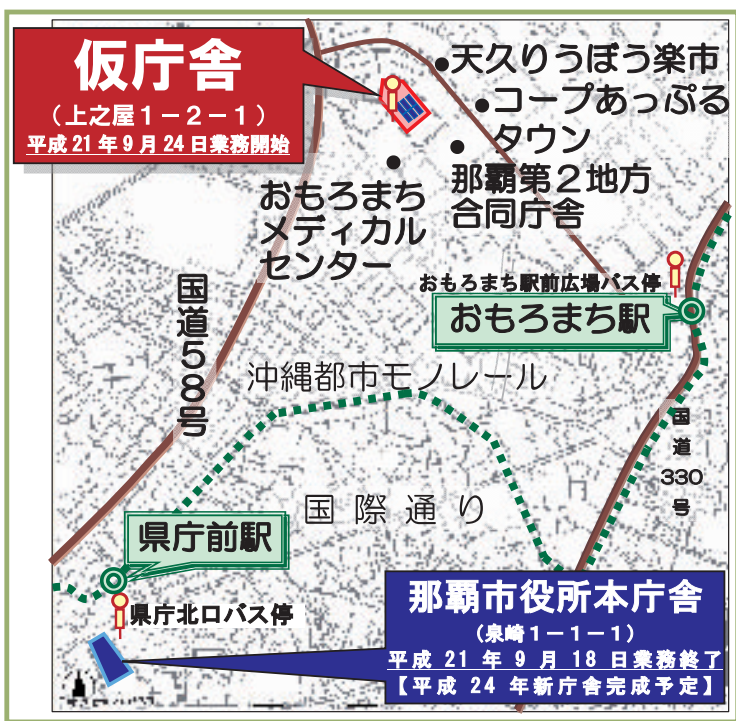 仮庁舎
（上之屋１－２－１）
平成21年９月24日業務開始
天久りうぼう楽市
コープあっぷる
タウン
那覇第２地方
合同庁舎
おもろまち
メディカル
センター
おもろまち駅前広場バス停
おもろまち駅
国道５８号
沖縄都市モノレール
国道330号
国際通り
県庁前駅
県庁北口バス停
那覇市役所本庁舎
（泉崎１－１－１）
平成 21 年 9 月 18 日業務終了
【平成 24 年新庁舎完成予定】